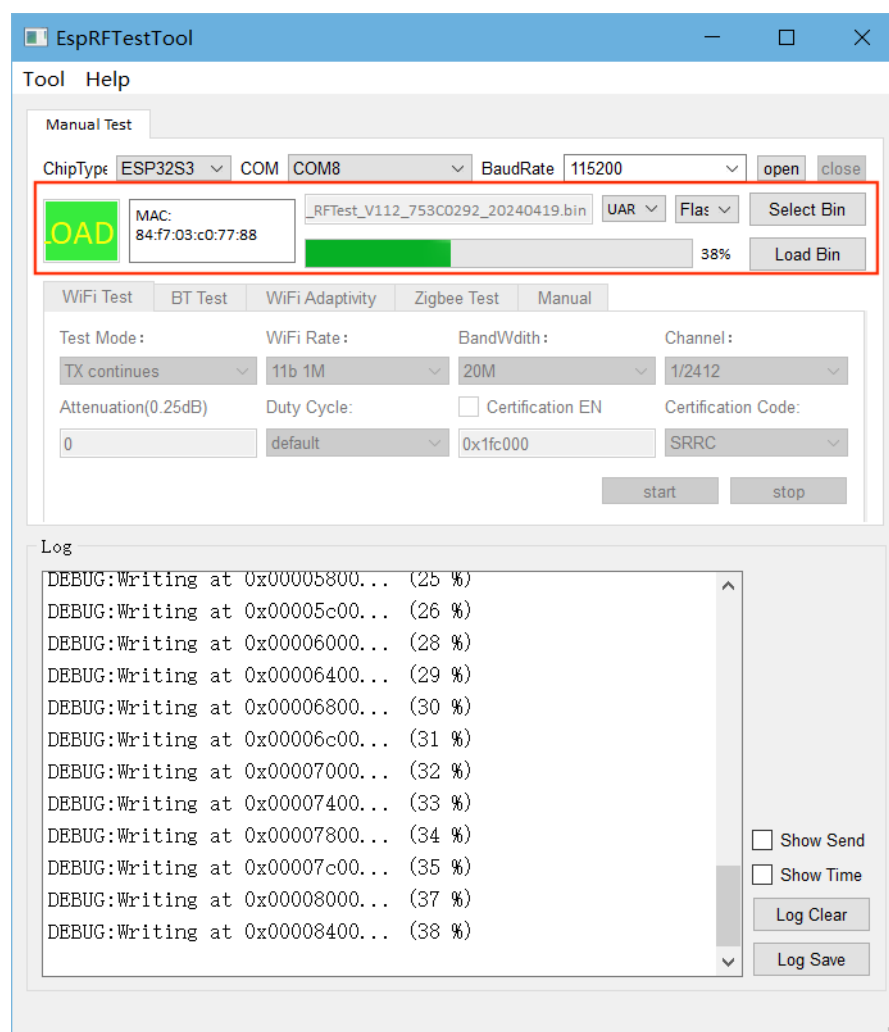 EspRFTestTool
Tool Help
Manual Test
ChipType ESP32S3 COM COM8 BaudRate 115200 open close
LOAD MAC: _RFTest_V112_753C0292_20240419.bin UAR Flas Select Bin
84:f7:03:c0:77:88
38% Load Bin
WiFi Test BT Test WiFi Adaptivity Zigbee Test Manual
Test Mode: WiFi Rate: BandWdith: Channel:
TX continues 11b 1M 20M 1/2412
Attenuation(0.25dB) Duty Cycle: Certification EN Certification Code:
0 default 0x1fc000 SRRC
start stop
Log
DEBUG:Writing at 0x00005800... (25 %)
DEBUG:Writing at 0x00005c00... (26 %)
DEBUG:Writing at 0x00006000... (28 %)
DEBUG:Writing at 0x00006400... (29 %)
DEBUG:Writing at 0x00006800... (30 %)
DEBUG:Writing at 0x00006c00... (31 %)
DEBUG:Writing at 0x00007000... (32 %)
DEBUG:Writing at 0x00007400... (33 %)
DEBUG:Writing at 0x00007800... (34 %)
DEBUG:Writing at 0x00007c00... (35 %)
DEBUG:Writing at 0x00008000... (37 %)
DEBUG:Writing at 0x00008400... (38 %)
Show Send
Show Time
Log Clear
Log Save